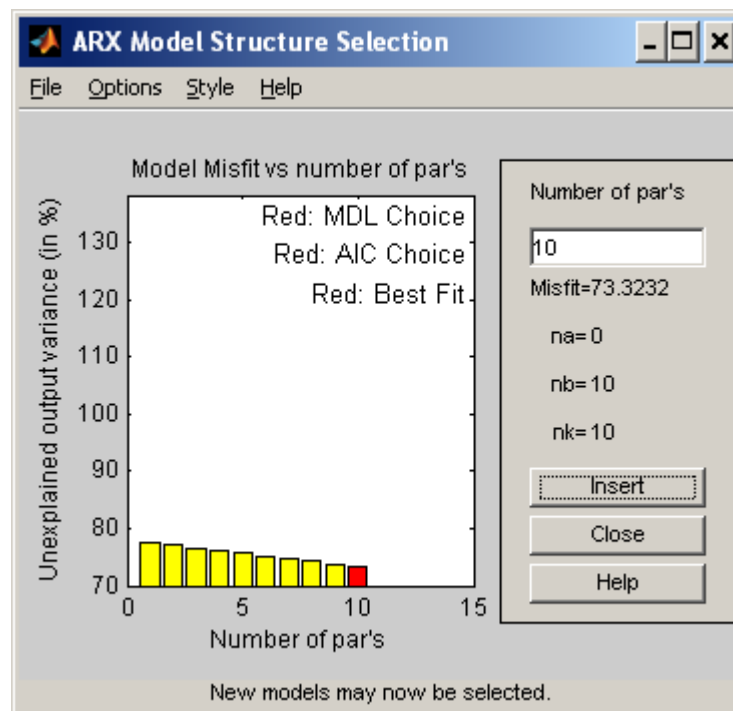 ARX Model Structure Selection
File Options Style Help
Model Misfit vs number of par's
Unexplained output variance (in %)
Red: MDL Choice
Red: AIC Choice
Red: Best Fit
130
120
110
100
90
80
70
0 5 10 15
Number of par's
Number of par's
10
Misfit=73.3232
na= 0
nb= 10
nk= 10
Insert
Close
Help
New models may now be selected.